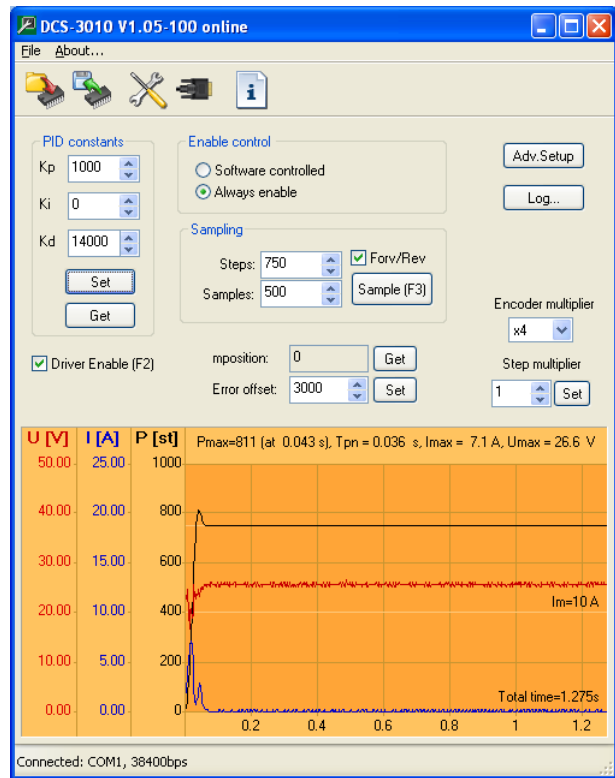 DCS-3010 V1.05-100 online
File About...
PID constants
Kp 1000
Ki 0
Kd 14000
Set
Get
Driver Enable (F2)
Enable control
Software controlled
Always enable
Sampling
Steps: 750
Forv/Rev
Samples: 500
Sample (F3)
mposition: 0 Get
Error offset: 3000 Set
Adv.Setup
Log...
Encoder multiplier
x4
Step multiplier
1 Set
U [V] I [A] P [st] Pmax=811 (at 0.043 s), Tpn = 0.036 s, Imax = 7.1 A, Umax = 26.6 V
50.00 25.00 1000
40.00 20.00 800
30.00 15.00 600
20.00 10.00 400
Im=10 A
10.00 5.00 200
0.00 0.00 0
Total time=1.275s
0.2 0.4 0.6 0.8 1 1.2
Connected: COM1, 38400bps